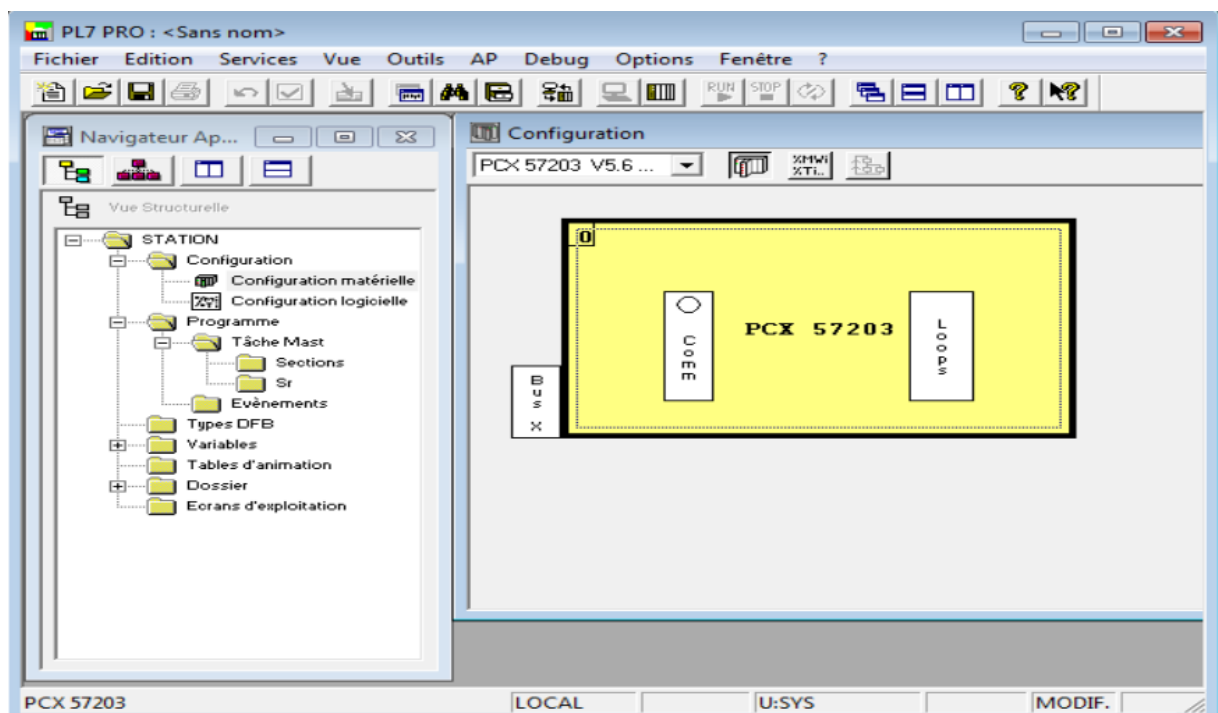 PL7 PRO : <Sans nom>
Fichier Edition Services Vue Outils AP Debug Options Fenêtre ?
RUN STOP
Navigateur Ap...
Vue Structurelle
STATION
Configuration
Configuration matérielle
Configuration logicielle
Programme
Tâche Mast
Sections
Sr
Evènements
Types DFB
Variables
Tables d'animation
Dossier
Ecrans d'exploitation
Configuration
PCX 57203 V5.6 ...
%MWi
%Ti..
0
Bus X
Comm
PCX 57203
Loops
PCX 57203 LOCAL U:SYS MODIF.